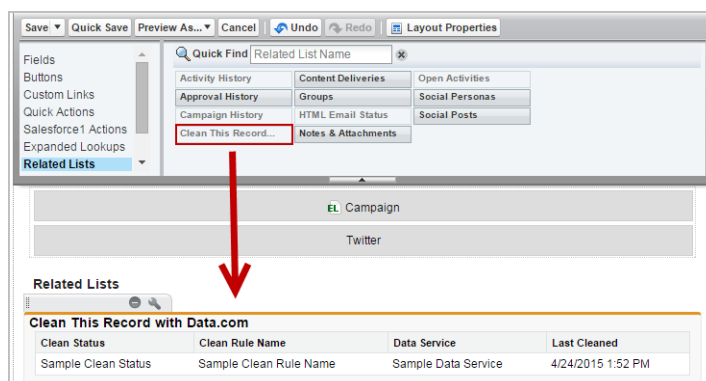 Save Quick Save Preview As... Cancel Undo Redo Layout Properties
Fields
Buttons
Custom Links
Quick Actions
Salesforce1 Actions
Expanded Lookups
Related Lists
Quick Find Related List Name
Activity History Content Deliveries Open Activities
Approval History Groups Social Personas
Campaign History HTML Email Status Social Posts
Clean This Record... Notes & Attachments
EL Campaign
Twitter
Related Lists
Clean This Record with Data.com
Clean Status Clean Rule Name Data Service Last Cleaned
Sample Clean Status Sample Clean Rule Name Sample Data Service 4/24/2015 1:52 PM